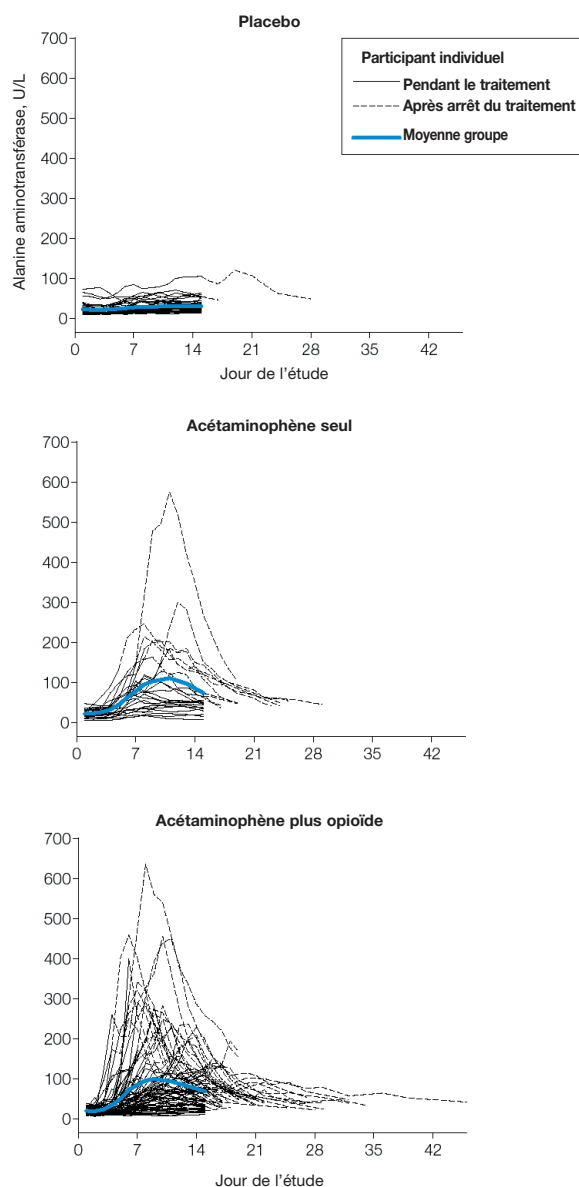 Placebo
Participant individuel
Pendant le traitement
Après arrêt du traitement
Moyenne groupe
Alanine aminotransférase, U/L
700
600
500
400
300
200
100
0
0 7 14 21 28 35 42
Jour de l'étude
Acétaminophène seul
700
600
500
400
300
200
100
0
0 7 14 21 28 35 42
Acétaminophène plus opioïde
700
600
500
400
300
200
100
0
0 7 14 21 28 35 42
Jour de l'étude